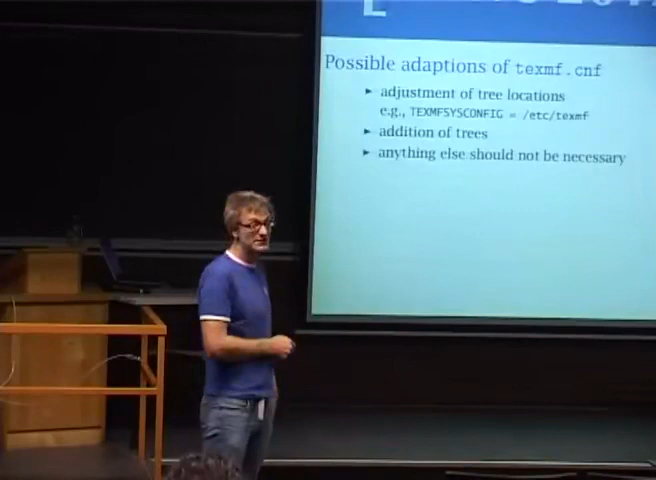 Possible adaptions of texmf.cnf
► adjustment of tree locations
e.g., TEXMFSYSCONFIG = /etc/texmf
► addition of trees
► anything else should not be necessary